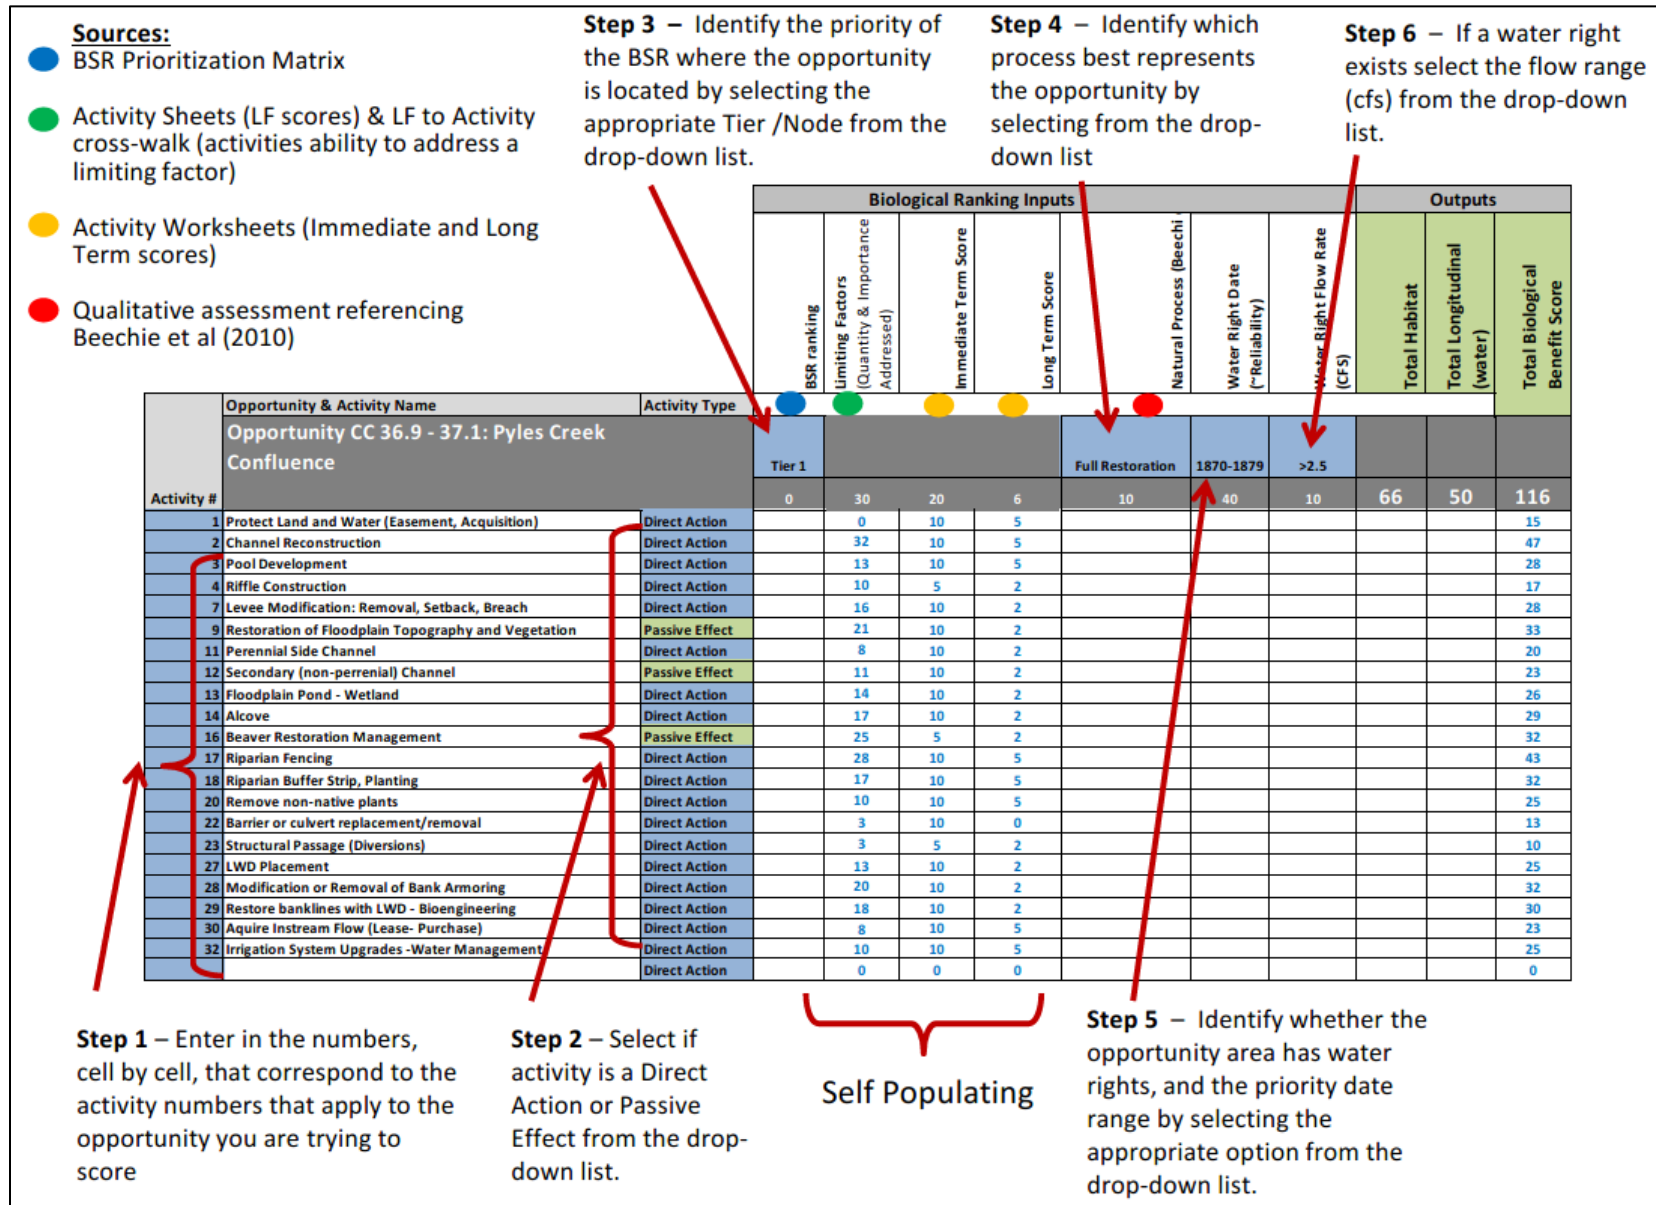 Sources:
BSR Prioritization Matrix
Activity Sheets (LF scores) & LF to Activity
cross-walk (activities ability to address a
limiting factor)
Activity Worksheets (Immediate and Long
Term scores)
Qualitative assessment referencing
Beechie et al (2010)
Step 3 – Identify the priority of
the BSR where the opportunity
is located by selecting the
appropriate Tier /Node from the
drop-down list.
Step 4 – Identify which
process best represents
the opportunity by
selecting from the drop-
down list
Step 6 – If a water right
exists select the flow range
(cfs) from the drop-down
list.
Biological Ranking Inputs
Outputs
BSR ranking
Limiting Factors
(Quantity & Importance
Addressed)
Immediate Term Score
Long Term Score
Natural Process (Beechi
Water Right Date
(~Reliability)
Water Right Flow Rate
(CFS)
Total Habitat
Total Longitudinal
(water)
Total Biological
Benefit Score
Opportunity & Activity Name Activity Type
Opportunity CC 36.9 - 37.1: Pyles Creek
Confluence
Tier 1 Full Restoration 1870-1879 >2.5
Activity # 0 30 20 6 10 40 10 66 50 116
1 Protect Land and Water (Easement, Acquisition) Direct Action 0 10 5 15
2 Channel Reconstruction Direct Action 32 10 5 47
3 Pool Development Direct Action 13 10 5 28
4 Riffle Construction Direct Action 10 5 2 17
7 Levee Modification: Removal, Setback, Breach Direct Action 16 10 2 28
9 Restoration of Floodplain Topography and Vegetation Passive Effect 21 10 2 33
11 Perennial Side Channel Direct Action 8 10 2 20
12 Secondary (non-perrenial) Channel Passive Effect 11 10 2 23
13 Floodplain Pond - Wetland Direct Action 14 10 2 26
14 Alcove Direct Action 17 10 2 29
16 Beaver Restoration Management Passive Effect 25 5 2 32
17 Riparian Fencing Direct Action 28 10 5 43
18 Riparian Buffer Strip, Planting Direct Action 17 10 5 32
20 Remove non-native plants Direct Action 10 10 5 25
22 Barrier or culvert replacement/removal Direct Action 3 10 0 13
23 Structural Passage (Diversions) Direct Action 3 5 2 10
27 LWD Placement Direct Action 13 10 2 25
28 Modification or Removal of Bank Armoring Direct Action 20 10 2 32
29 Restore banklines with LWD - Bioengineering Direct Action 18 10 2 30
30 Aquire Instream Flow (Lease- Purchase) Direct Action 8 10 5 23
32 Irrigation System Upgrades -Water Management Direct Action 10 10 5 25
Direct Action 0 0 0 0
Step 1 – Enter in the numbers,
cell by cell, that correspond to the
activity numbers that apply to the
opportunity you are trying to
score
Step 2 – Select if
activity is a Direct
Action or Passive
Effect from the drop-
down list.
Self Populating
Step 5 – Identify whether the
opportunity area has water
rights, and the priority date
range by selecting the
appropriate option from the
drop-down list.